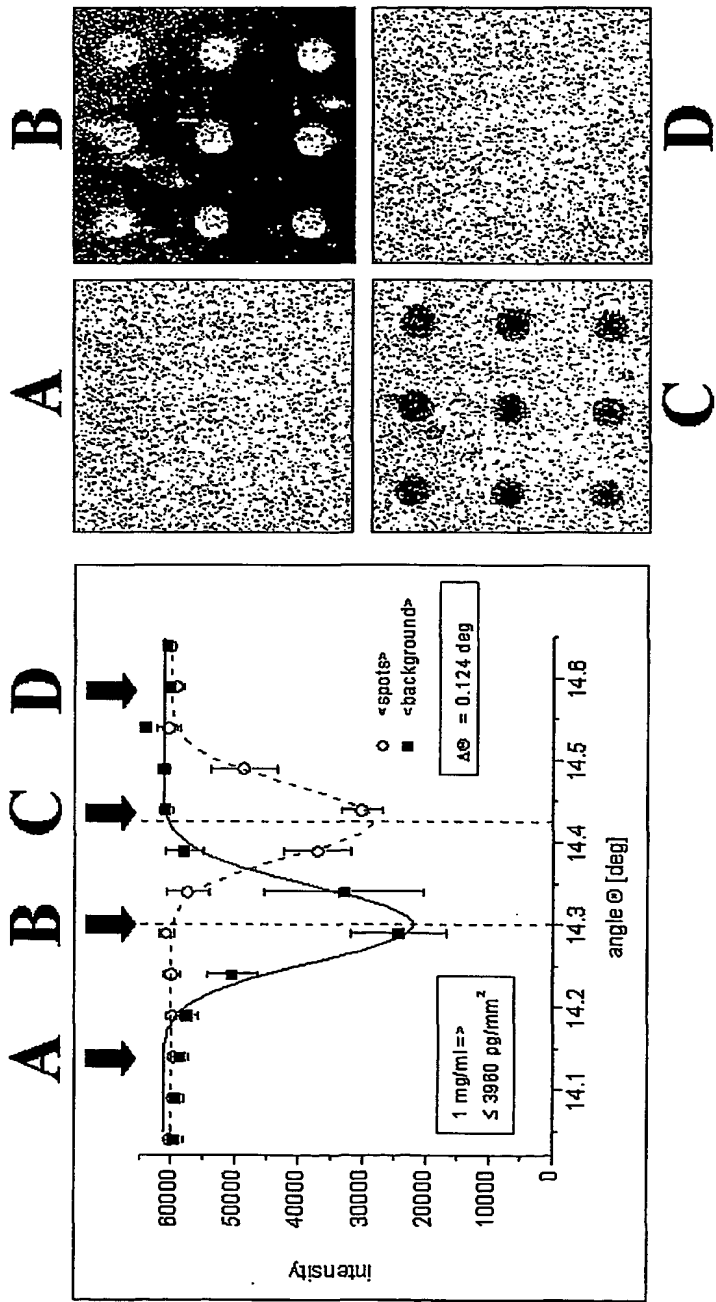 A B C D
60000
50000
40000
30000
20000
10000
0
intensity
14.1 14.2 14.3 14.4 14.5 14.6
angle Θ [deg]
1 mg/ml =>
≤ 3960 pg/mm²
<spots>
<background>
ΔΘ = 0.124 deg
A B
C D